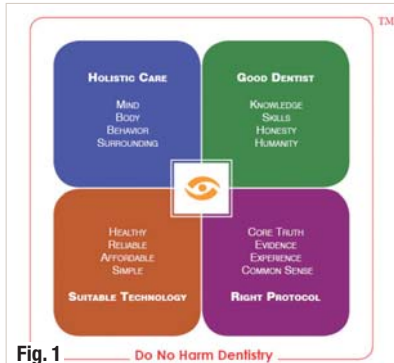 TM
HOLISTIC CARE
MIND
BODY
BEHAVIOR
SURROUNDING
GOOD DENTIST
KNOWLEDGE
SKILLS
HONESTY
HUMANITY
HEALTHY
RELIABLE
AFFORDABLE
SIMPLE
SUITABLE TECHNOLOGY
CORE TRUTH
EVIDENCE
EXPERIENCE
COMMON SENSE
RIGHT PROTOCOL
Fig. 1
Do No Harm Dentistry